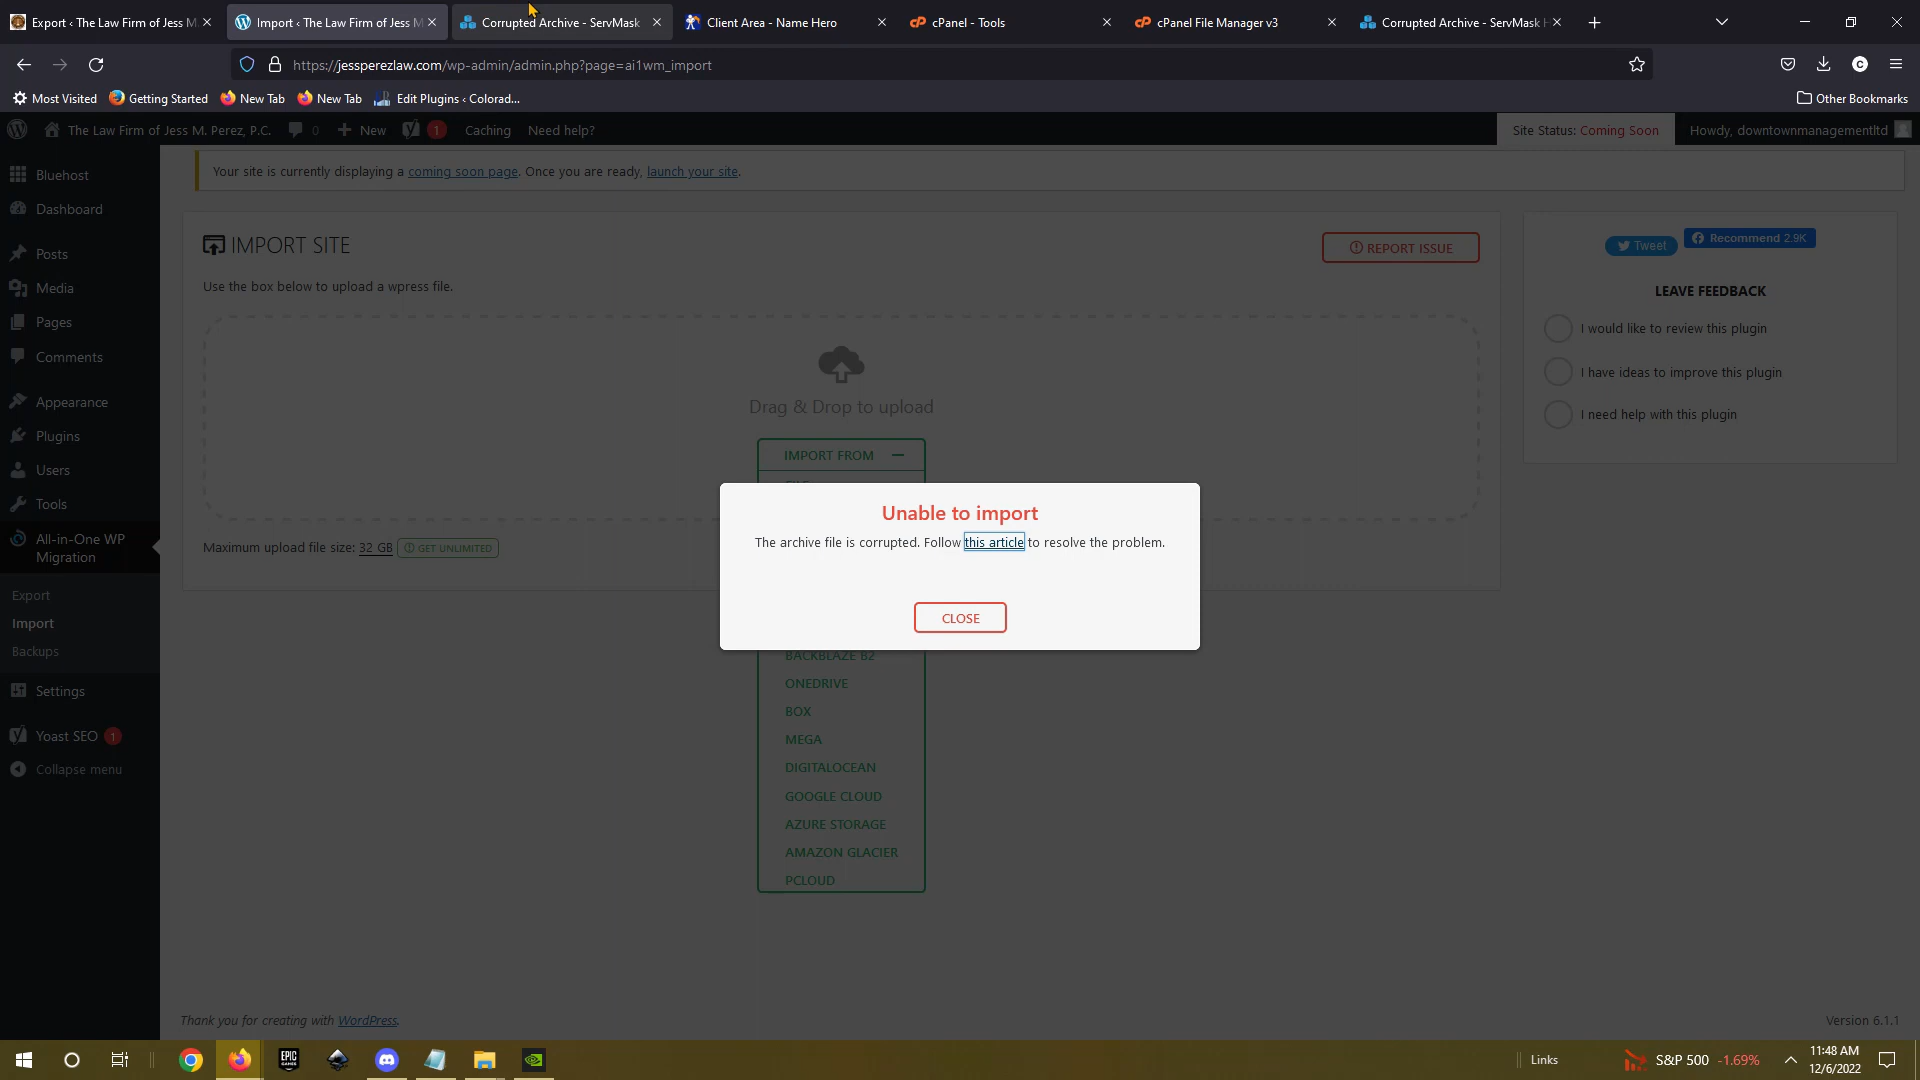 Export ‹ The Law Firm of Jess M.
Import ‹ The Law Firm of Jess M
Corrupted Archive - ServMask
Client Area - Name Hero
cPanel - Tools
cPanel File Manager v3
Corrupted Archive - ServMask H
https://jessperezlaw.com/wp-admin/admin.php?page=ai1wm_import
C
Most Visited
Getting Started
New Tab
New Tab
Edit Plugins ‹ Colorad...
Other Bookmarks
The Law Firm of Jess M. Perez, P.C.
0
New
1
Caching
Need help?
Site Status: Coming Soon
Howdy, downtownmanagementltd
Bluehost
Dashboard
Posts
Media
Pages
Comments
Appearance
Plugins
Users
Tools
All-in-One WP
Migration
Export
Import
Backups
Settings
Yoast SEO 1
Collapse menu
Your site is currently displaying a coming soon page. Once you are ready, launch your site.
IMPORT SITE
REPORT ISSUE
Use the box below to upload a wpress file.
Drag & Drop to upload
IMPORT FROM
Unable to import
The archive file is corrupted. Follow this article to resolve the problem.
CLOSE
BACKBLAZE B2
ONEDRIVE
BOX
MEGA
DIGITALOCEAN
GOOGLE CLOUD
AZURE STORAGE
AMAZON GLACIER
PCLOUD
Maximum upload file size: 32 GB
GET UNLIMITED
Tweet
Recommend 2.9K
LEAVE FEEDBACK
I would like to review this plugin
I have ideas to improve this plugin
I need help with this plugin
Thank you for creating with WordPress.
Version 6.1.1
EPIC
GAMES
Links
S&P 500 -1.69%
11:48 AM
12/6/2022